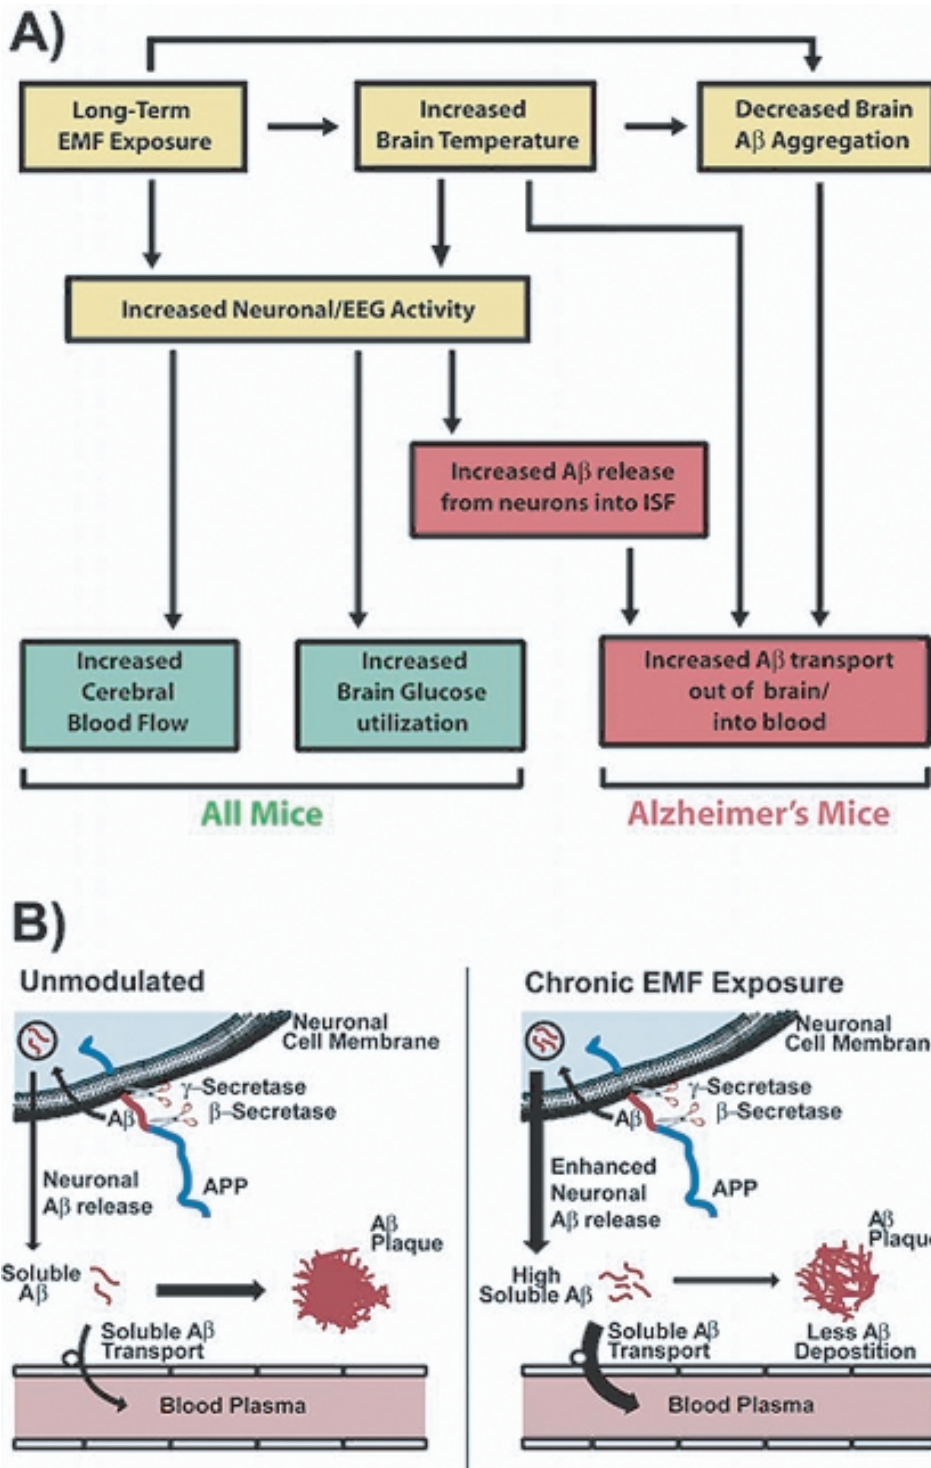 A)
Long-Term
EMF Exposure
Increased
Brain Temperature
Decreased Brain
Aβ Aggregation
Increased Neuronal/EEG Activity
Increased Aβ release
from neurons into ISF
Increased
Cerebral
Blood Flow
Increased
Brain Glucose
utilization
Increased Aβ transport
out of brain/
into blood
All Mice
Alzheimer's Mice
B)
Unmodulated
Neuronal
Cell Membrane
γ-Secretase
β-Secretase
Aβ
APP
Neuronal
Aβ release
Soluble
Aβ
Aβ
Plaque
Soluble Aβ
Transport
Blood Plasma
Chronic EMF Exposure
Neuronal
Cell Membran
γ-Secretase
β-Secretase
Aβ
APP
Enhanced
Neuronal
Aβ release
High
Soluble Aβ
Aβ
Plaque
Less Aβ
Depostition
Soluble Aβ
Transport
Blood Plasma